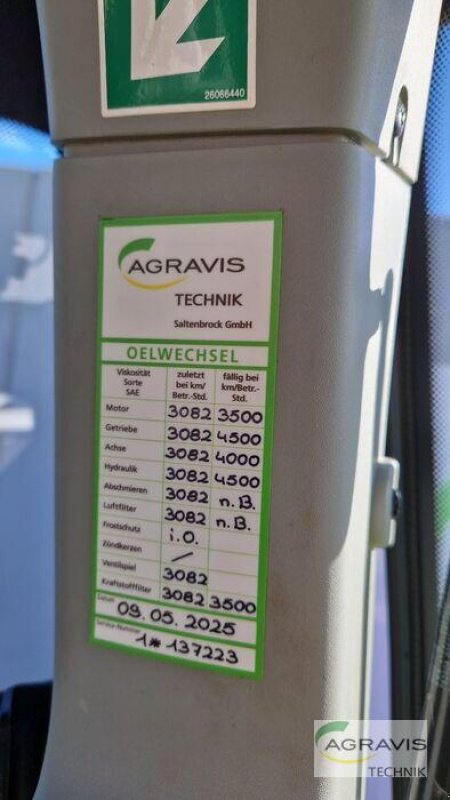 26066440
AGRAVIS
TECHNIK
Saltenbrock GmbH
OELWECHSEL
Viskosität Sorte SAE zuletzt bei km/ Betr.-Std. fällig bei km/Betr.- Std.
Motor 3082 3500
Getriebe 3082 4500
Achse 3082 4000
Hydraulik 3082 4500
Abschmieren 3082 n.B.
Luftfilter 3082 n.B.
Frostschutz i.O.
Zündkerzen /
Ventilspiel 3082
Kraftstofffilter 3082 3500
Datum 09.05.2025
Service-Nummer 1* 137223
AGRAVIS
TECHNIK